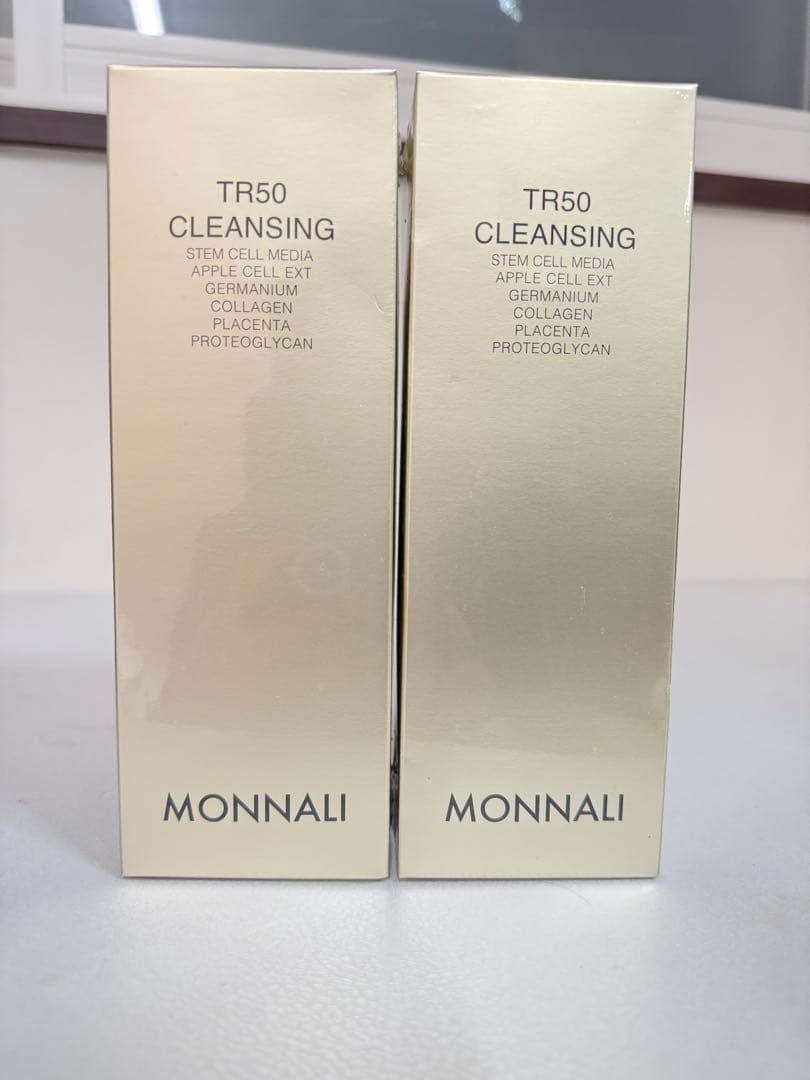 TR50
CLEANSING
STEM CELL MEDIA
APPLE CELL EXT
GERMANIUM
COLLAGEN
PLACENTA
PROTEOGLYCAN
MONNALI
TR50
CLEANSING
STEM CELL MEDIA
APPLE CELL EXT
GERMANIUM
COLLAGEN
PLACENTA
PROTEOGLYCAN
MONNALI